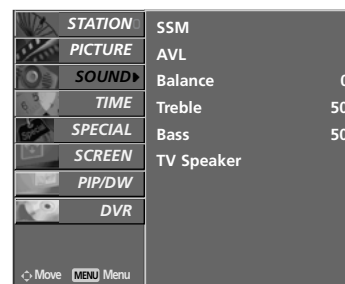 STATION
PICTURE
SOUND
TIME
SPECIAL
SCREEN
PIP/DW
DVR
Move MENU Menu
SSM
AVL
Balance 0
Treble 50
Bass 50
TV Speaker